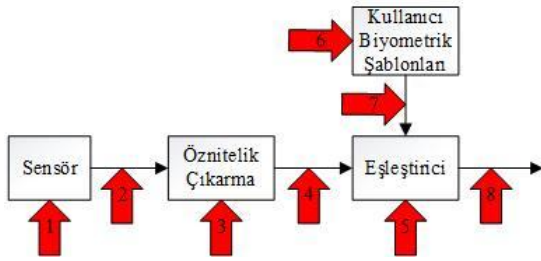 Kullanıcı
Biyometrik
Şablonları
6
7
Sensör
Öznitelik
Çıkarma
Eşleştirici
1
2
3
4
5
8